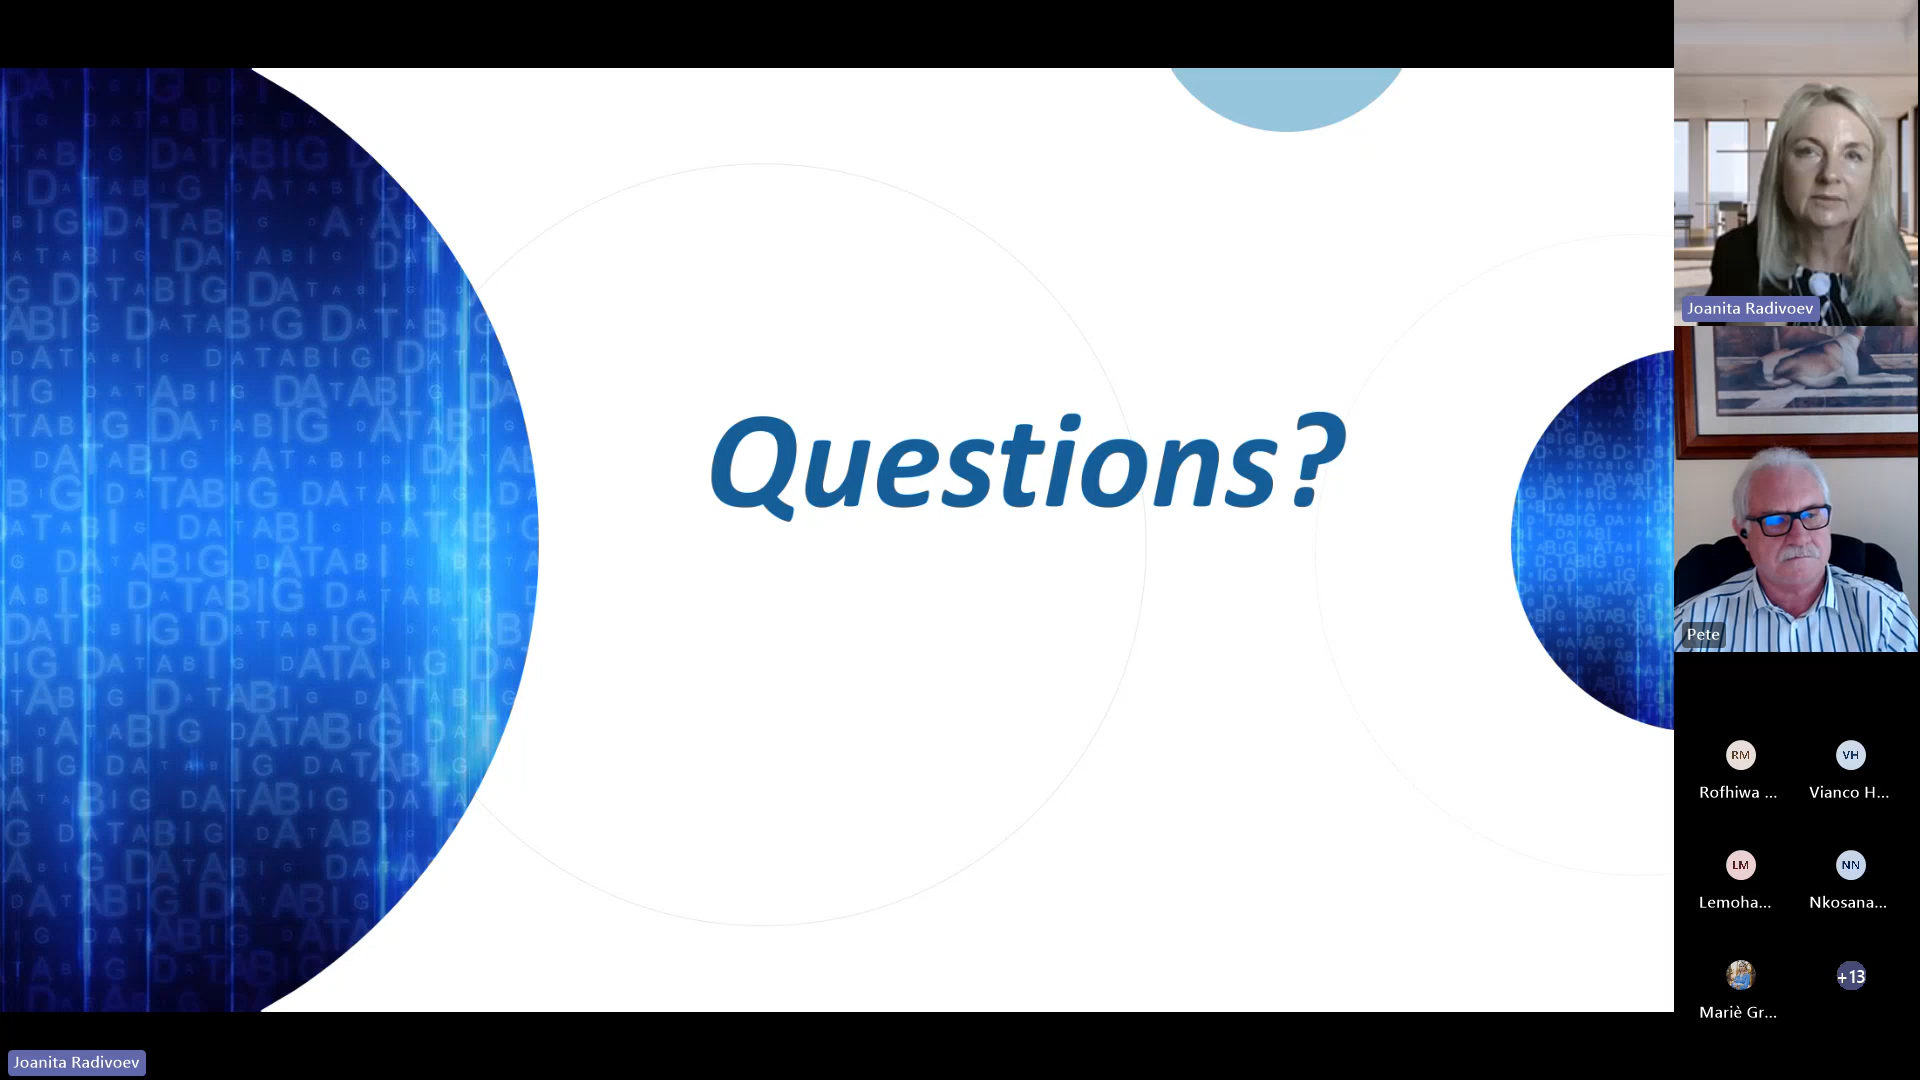 Questions?
Joanita Radivoev
Pete
RM
VH
Rofhiwa ...
Vianco H...
LM
NN
Lemoha...
Nkosana...
+13
Mariè Gr...
Joanita Radivoev